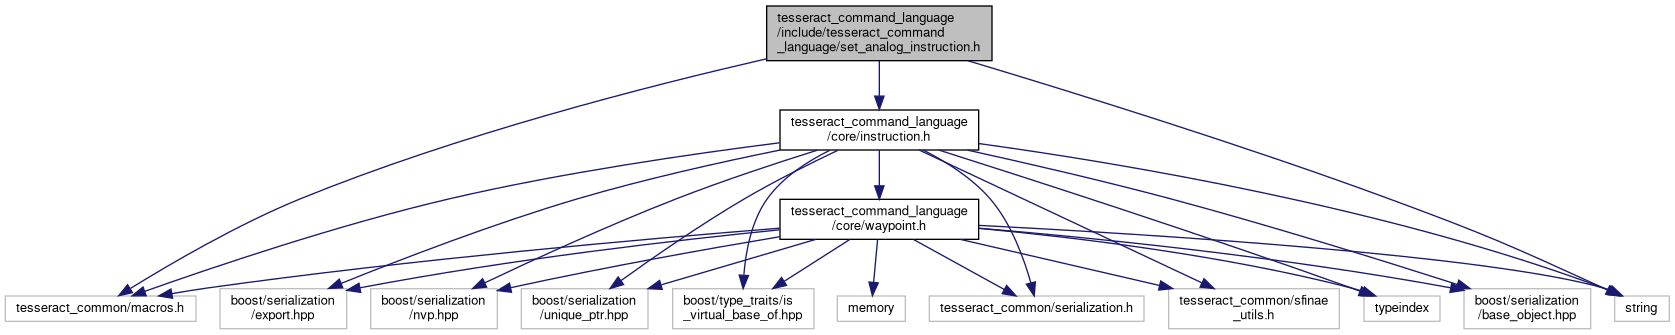 tesseract_command_language
/include/tesseract_command
_language/set_analog_instruction.h
tesseract_command_language
/core/instruction.h
tesseract_command_language
/core/waypoint.h
tesseract_common/macros.h
boost/serialization
/export.hpp
boost/serialization
/nvp.hpp
boost/serialization
/unique_ptr.hpp
boost/type_traits/is
_virtual_base_of.hpp
memory
tesseract_common/serialization.h
tesseract_common/sfinae
_utils.h
typeindex
boost/serialization
/base_object.hpp
string